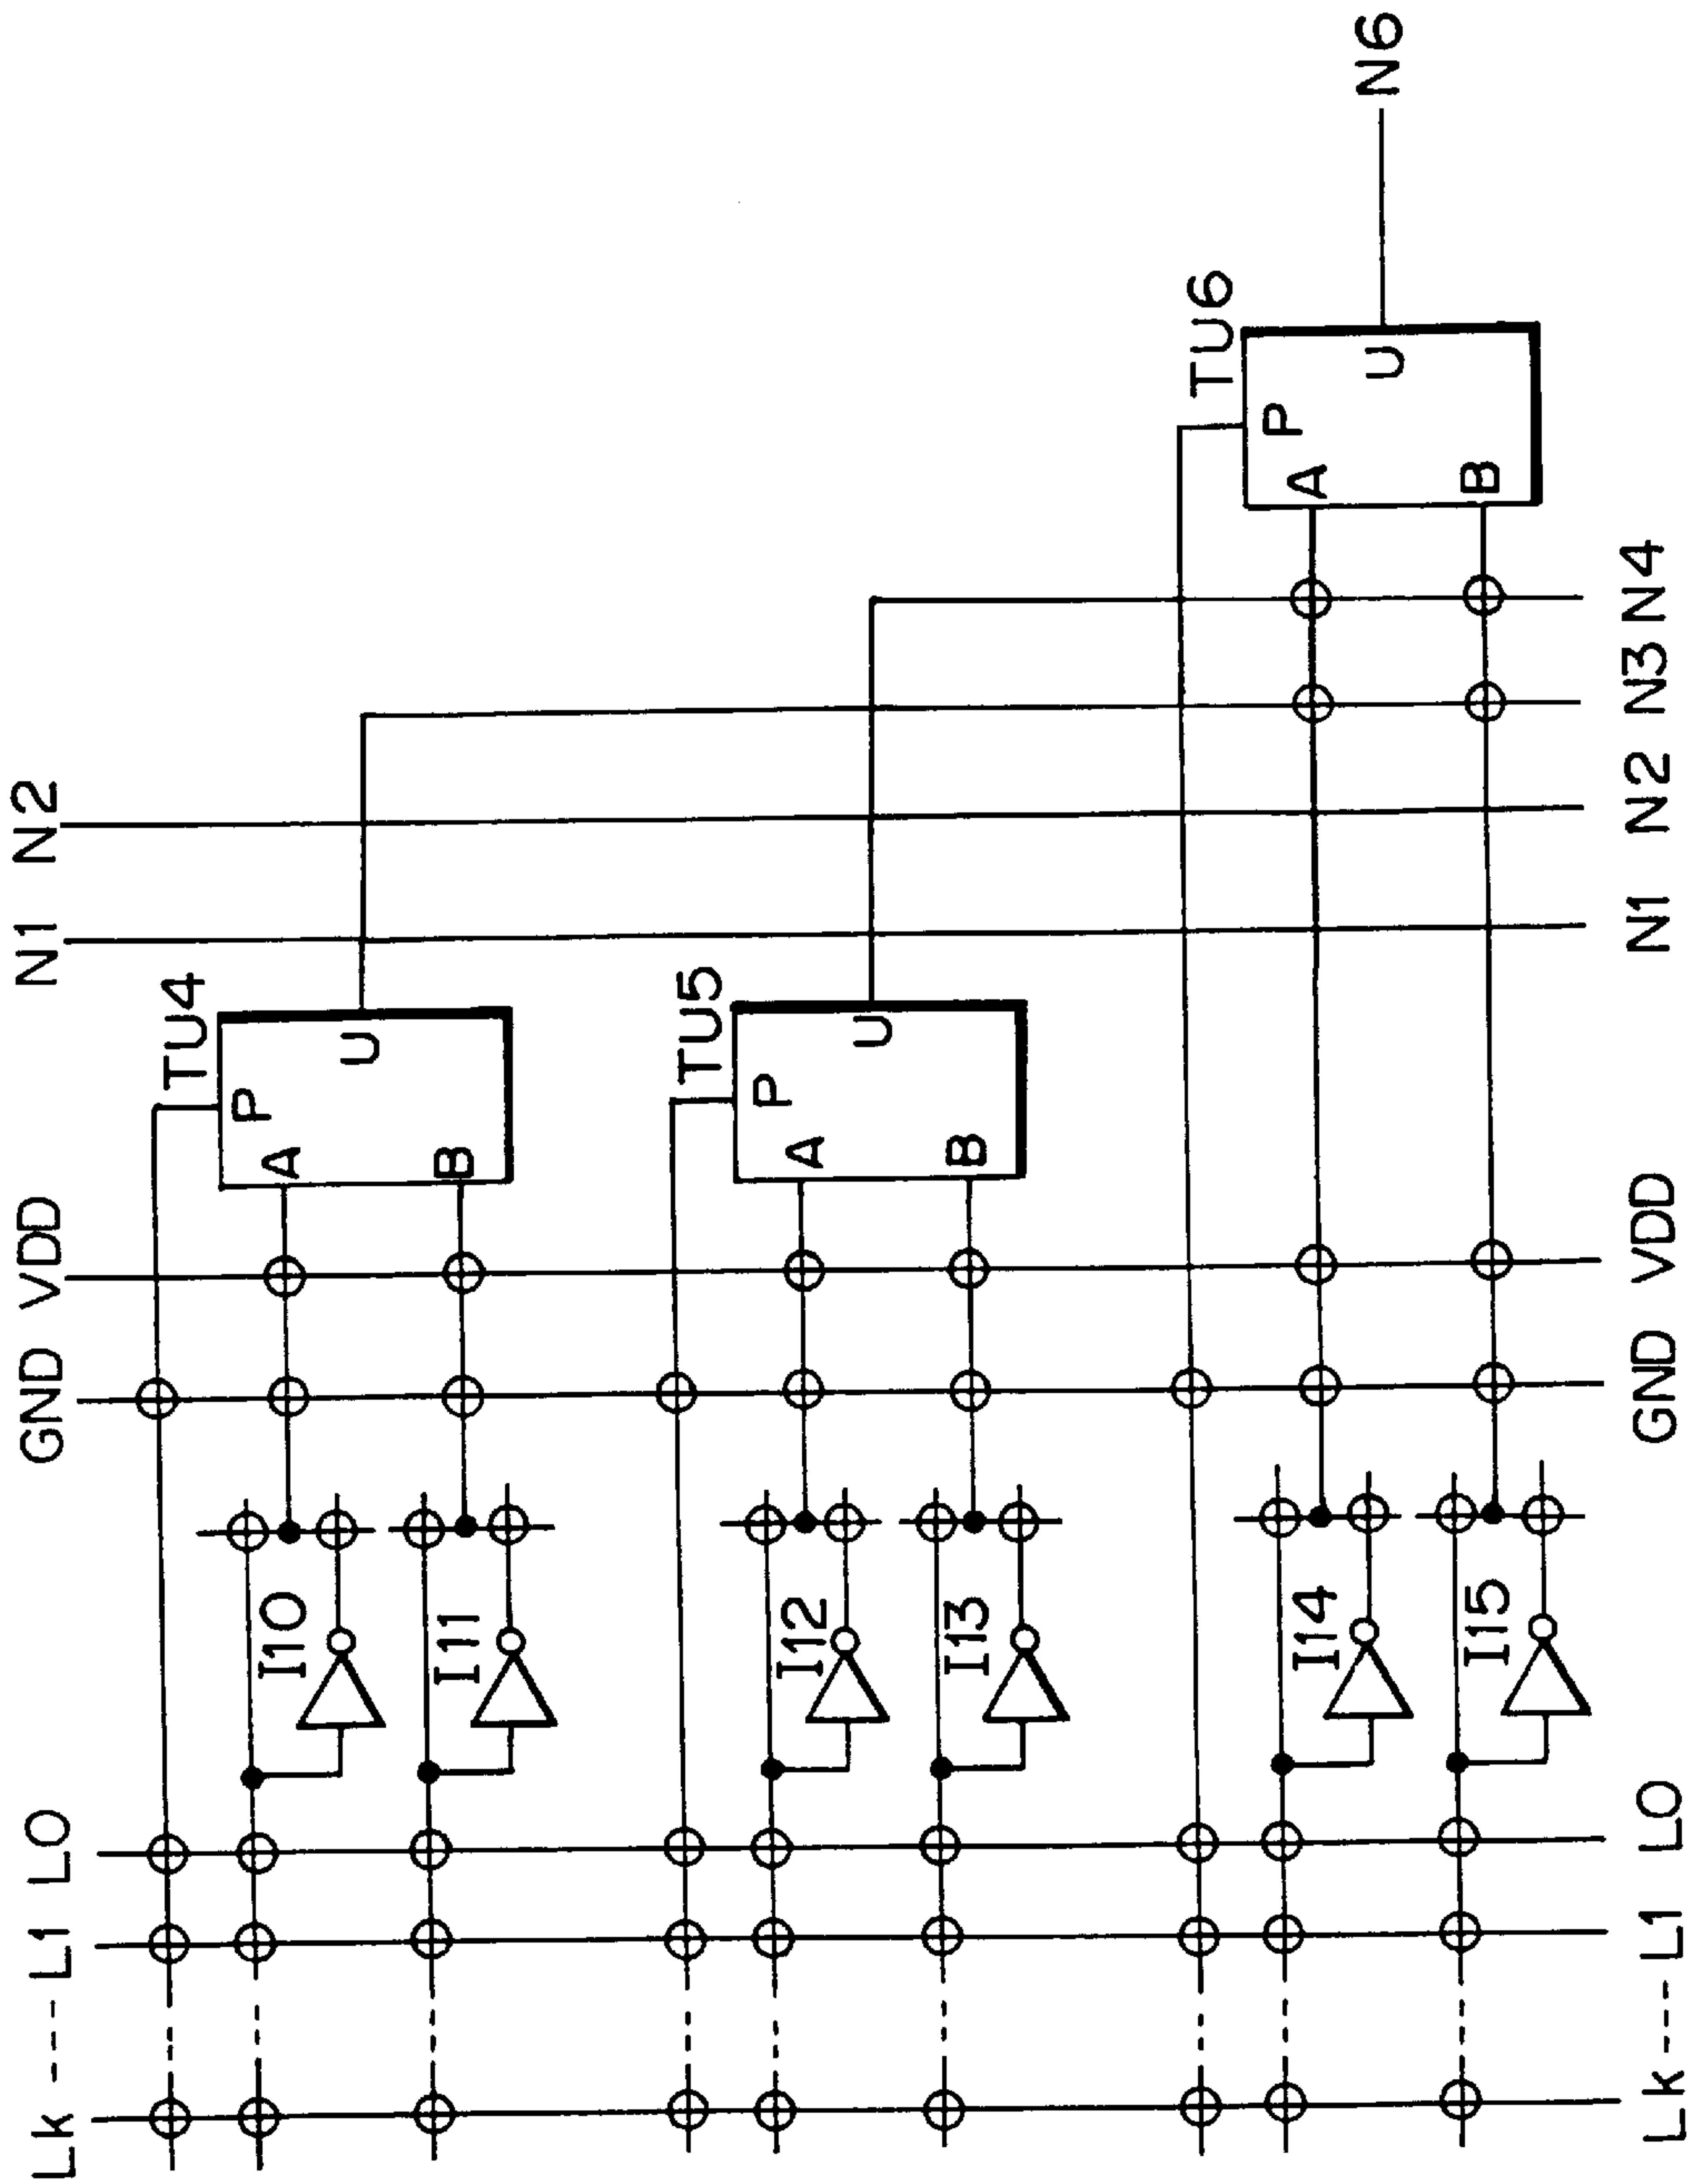 Lk --- L1 L0 GND VDD N1 N2
TU4
P
I10 A
U
I11 B
TU5
P
I12 A
U
I13 B
TU6
P
I14 A
U N6
I15 B
Lk --- L1 L0 GND VDD N1 N2 N3 N4